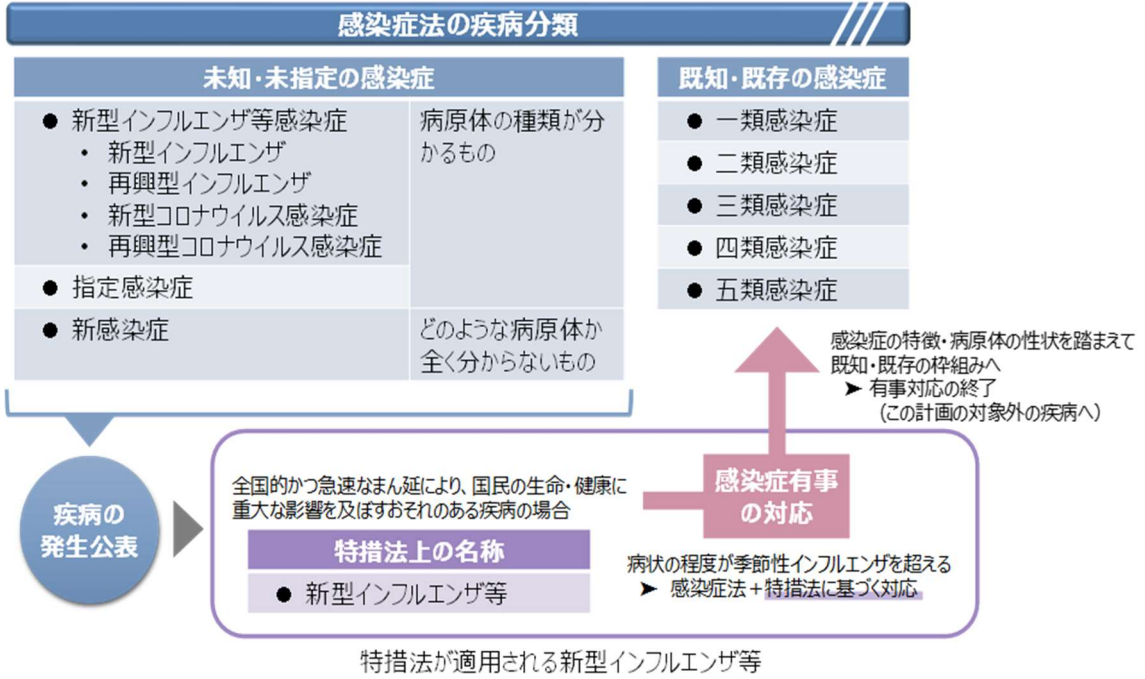 感染症法の疾病分類
未知・未指定の感染症
● 新型インフルエンザ等感染症
・ 新型インフルエンザ
・ 再興型インフルエンザ
・ 新型コロナウイルス感染症
・ 再興型コロナウイルス感染症
病原体の種類が分
かるもの
● 指定感染症
● 新感染症
どのような病原体か
全く分からないもの
既知・既存の感染症
● 一類感染症
● 二類感染症
● 三類感染症
● 四類感染症
● 五類感染症
感染症の特徴・病原体の性状を踏まえて
既知・既存の枠組みへ
➤ 有事対応の終了
(この計画の対象外の疾病へ)
疾病の
発生公表
全国的かつ急速なまん延により、国民の生命・健康に
重大な影響を及ぼすおそれのある疾病の場合
特措法上の名称
● 新型インフルエンザ等
感染症有事
の対応
病状の程度が季節性インフルエンザを超える
➤ 感染症法+特措法に基づく対応
特措法が適用される新型インフルエンザ等